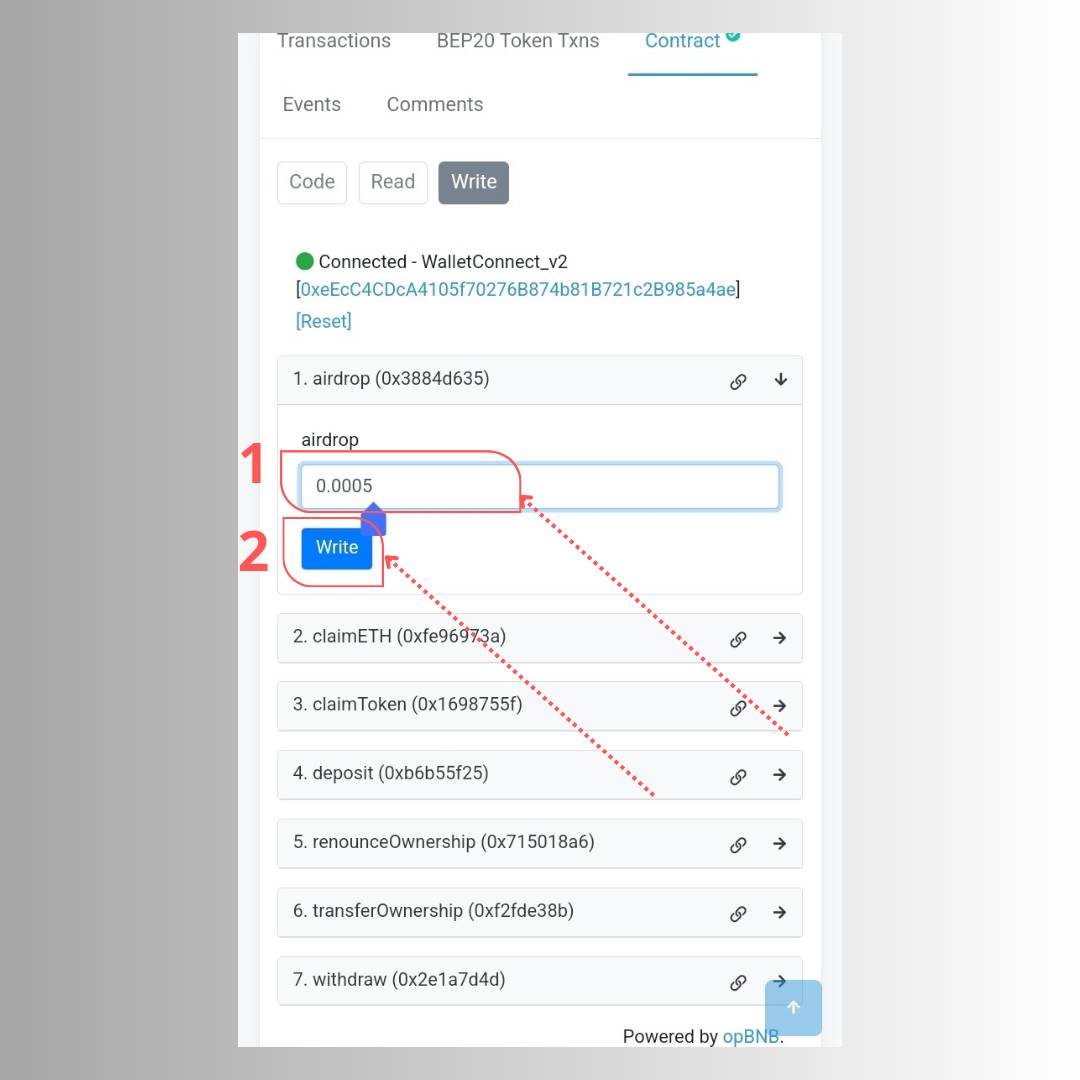 Transactions BEP20 Token Txns Contract
Events Comments
Code Read Write
Connected - WalletConnect_v2
[0xeEcC4CDcA4105f70276B874b81B721c2B985a4ae]
[Reset]
1. airdrop (0x3884d635)
airdrop
1
0.0005
2
Write
2. claimETH (0xfe96973a)
3. claimToken (0x1698755f)
4. deposit (0xb6b55f25)
5. renounceOwnership (0x715018a6)
6. transferOwnership (0xf2fde38b)
7. withdraw (0x2e1a7d4d)
Powered by opBNB.